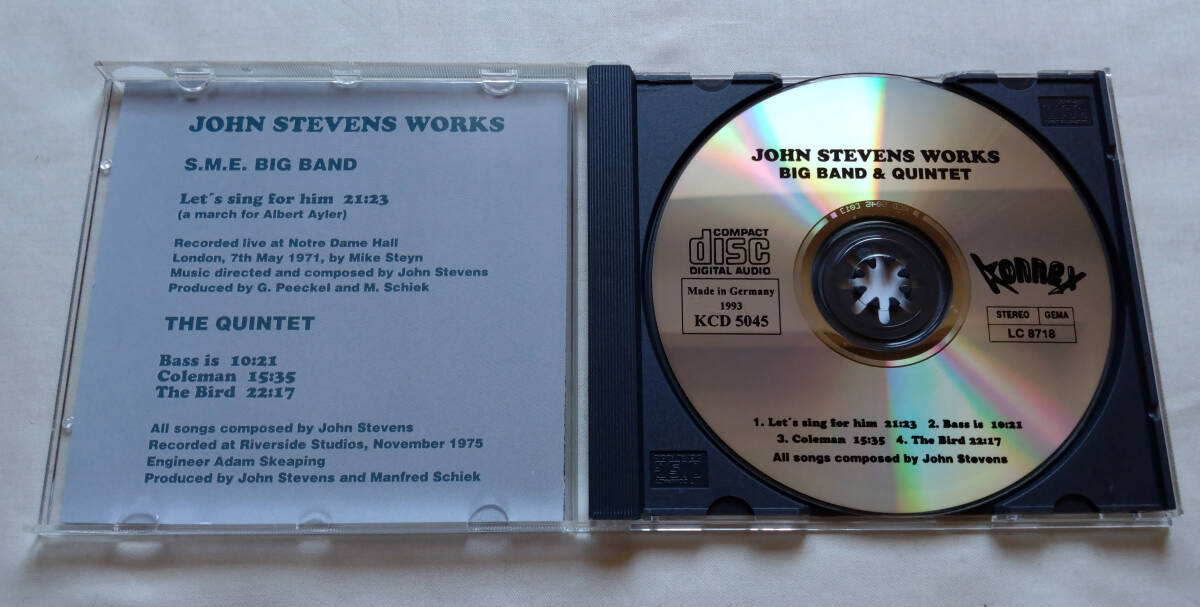 JOHN STEVENS WORKS
S.M.E. BIG BAND
Let´s sing for him 21:23
(a march for Albert Ayler)
Recorded live at Notre Dame Hall
London, 7th May 1971, by Mike Steyn
Music directed and composed by John Stevens
Produced by G. Peeckel and M. Schiek
THE QUINTET
Bass is 10:21
Coleman 15:35
The Bird 22:17
All songs composed by John Stevens
Recorded at Riverside Studios, November 1975
Engineer Adam Skeaping
Produced by John Stevens and Manfred Schiek
JOHN STEVENS WORKS
BIG BAND & QUINTET
COMPACT
disc
DIGITAL AUDIO
Made in Germany
1993
KCD 5045
konnex
STEREO GEMA
LC 8718
1. Let´s sing for him 21:23 2. Bass is 10:21
3. Coleman 15:35 4. The Bird 22:17
All songs composed by John Stevens